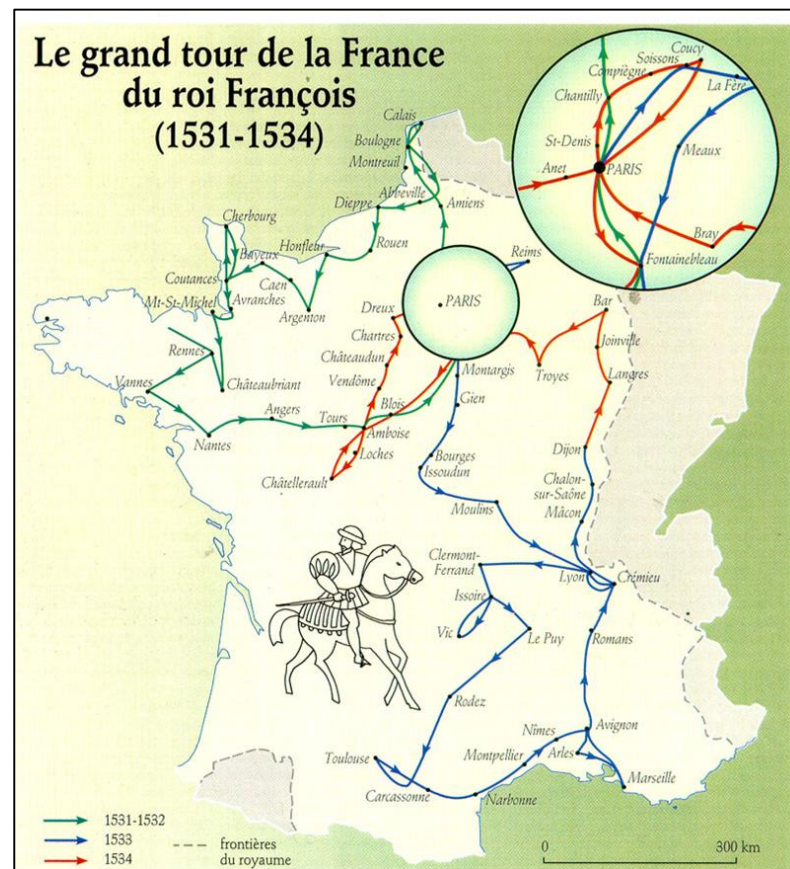 Le grand tour de la France
du roi François
(1531-1534)
Coucy
Soissons
Compiègne
La Fère
Chantilly
St-Denis
Meaux
Anet
PARIS
Bray
Fontainebleau
Calais
Boulogne
Montreuil
Abbeville
Dieppe
Amiens
Cherbourg
Rouen
Honfleur
Bayeux
Reims
Coutances
Caen
Mt-St-Michel
Avranches
Argenton
Dreux
PARIS
Bar
Chartres
Joinville
Rennes
Châteaudun
Montargis
Troyes
Langres
Vannes
Châteaubriant
Vendôme
Gien
Angers
Tours
Blois
Nantes
Amboise
Dijon
Loches
Bourges
Issoudun
Châtellerault
Chalon-
sur-Saône
Moulins
Mâcon
Clermont-
Ferrand
Lyon
Crémieu
Issoire
Vic
Le Puy
Romans
Rodez
Nîmes
Avignon
Toulouse
Montpellier
Arles
Marseille
Carcassonne
Narbonne
1531-1532
1533
1534
frontières
du royaume
0
300 km